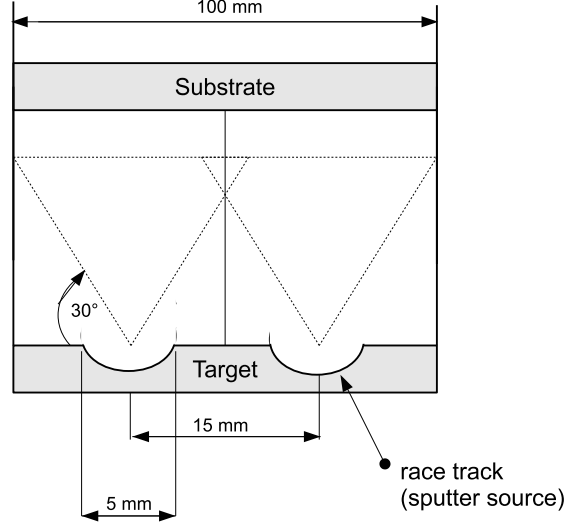 100 mm
Substrate
30°
Target
15 mm
race track
(sputter source)
5 mm